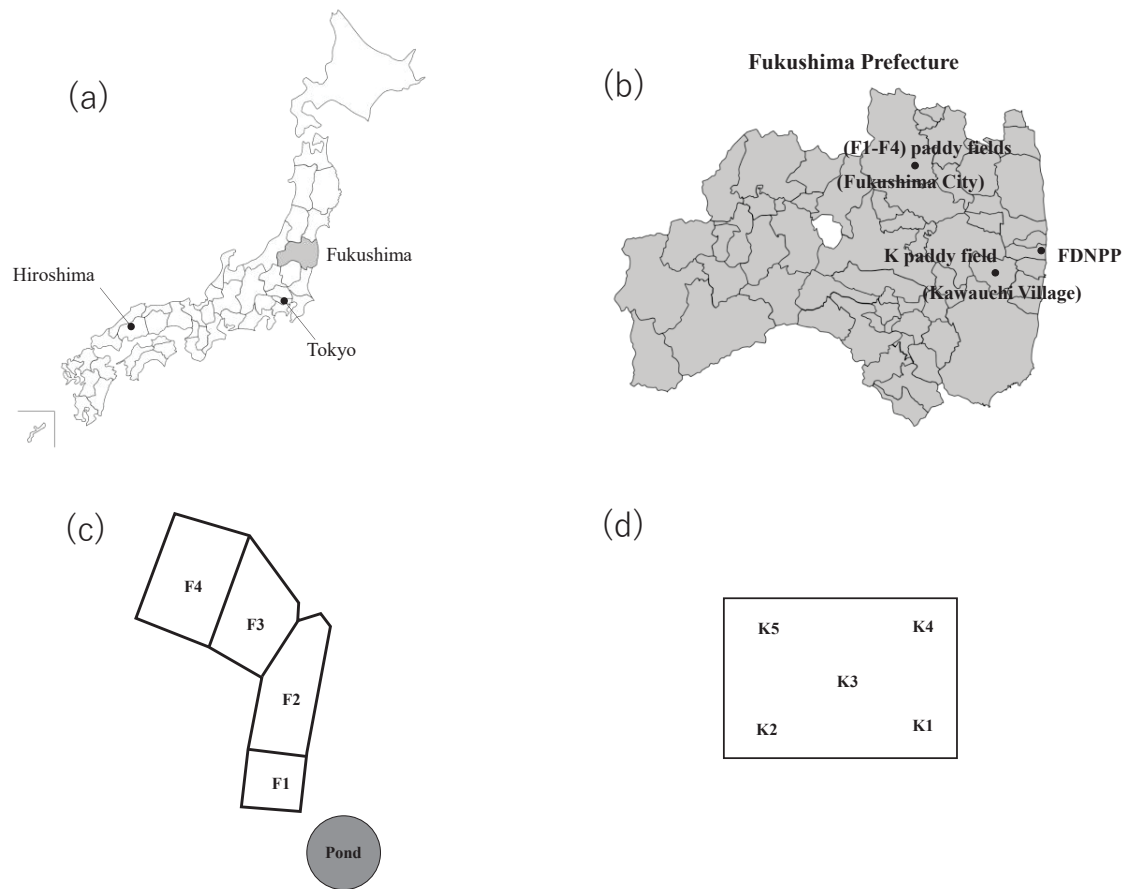 (a)
Fukushima
Hiroshima
Tokyo
(b)
Fukushima Prefecture
(F1-F4) paddy fields
(Fukushima City)
K paddy field
FDNPP
(Kawauchi Village)
(c)
F4
F3
F2
F1
Pond
(d)
K5
K4
K3
K2
K1